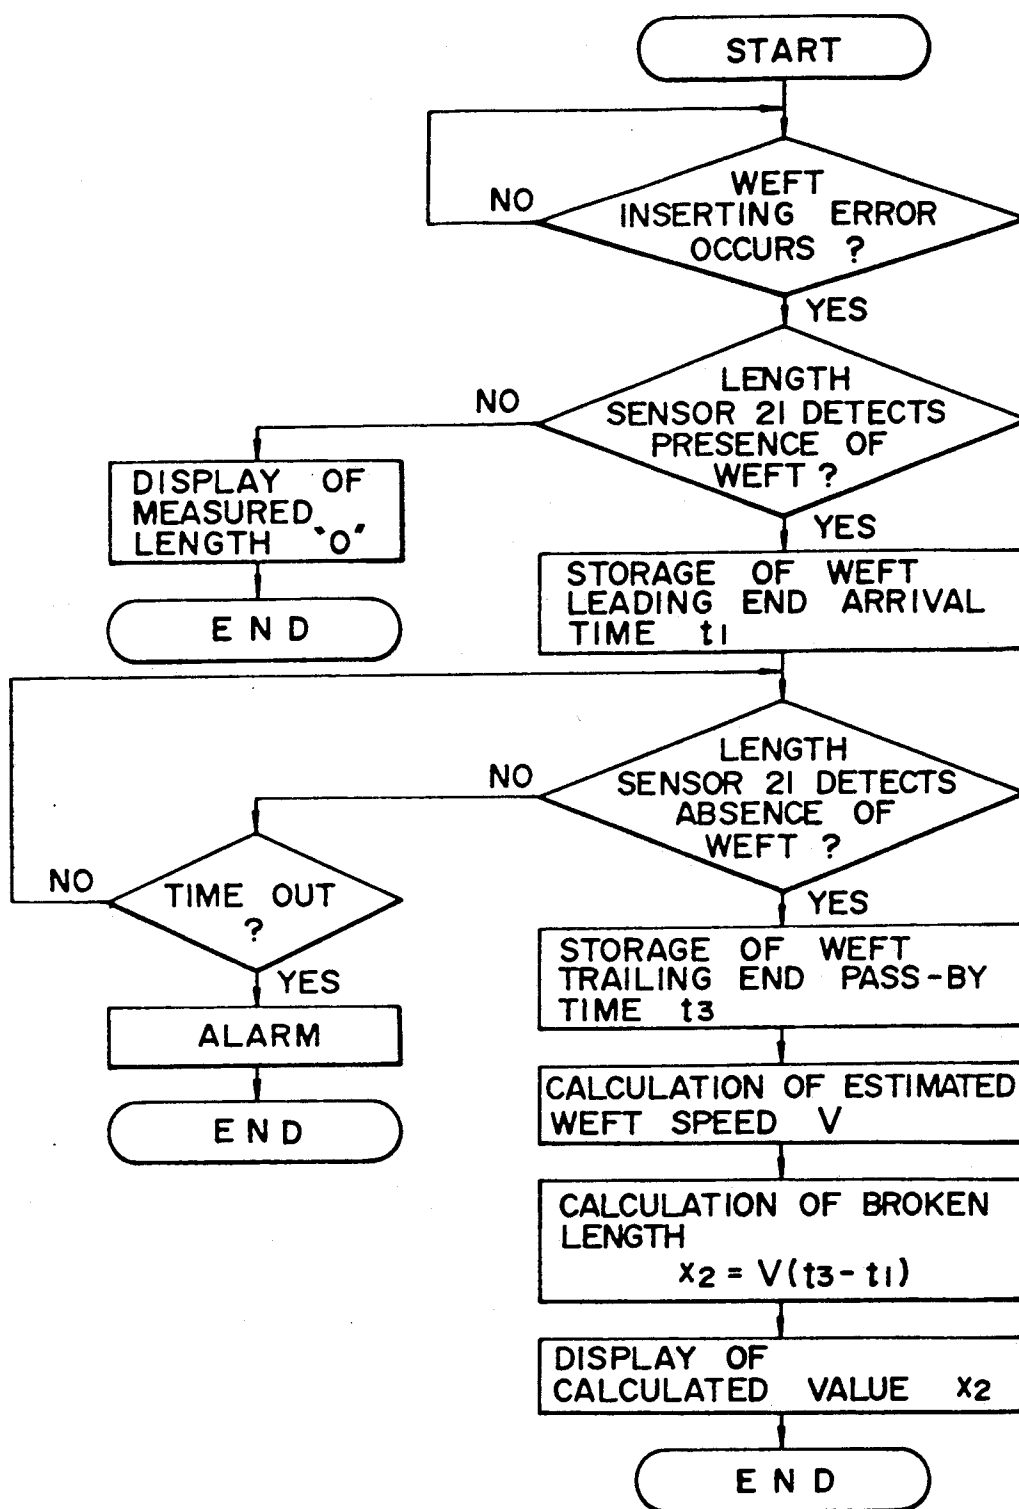 START
WEFT
INSERTING ERROR
OCCURS ?
NO
YES
LENGTH
SENSOR 21 DETECTS
PRESENCE OF
WEFT ?
NO
YES
DISPLAY OF
MEASURED
LENGTH "0"
END
STORAGE OF WEFT
LEADING END ARRIVAL
TIME t1
LENGTH
SENSOR 21 DETECTS
ABSENCE OF
WEFT ?
NO
YES
TIME OUT
?
NO
YES
ALARM
END
STORAGE OF WEFT
TRAILING END PASS-BY
TIME t3
CALCULATION OF ESTIMATED
WEFT SPEED V
CALCULATION OF BROKEN
LENGTH
x2 = V(t3-t1)
DISPLAY OF
CALCULATED VALUE x2
END